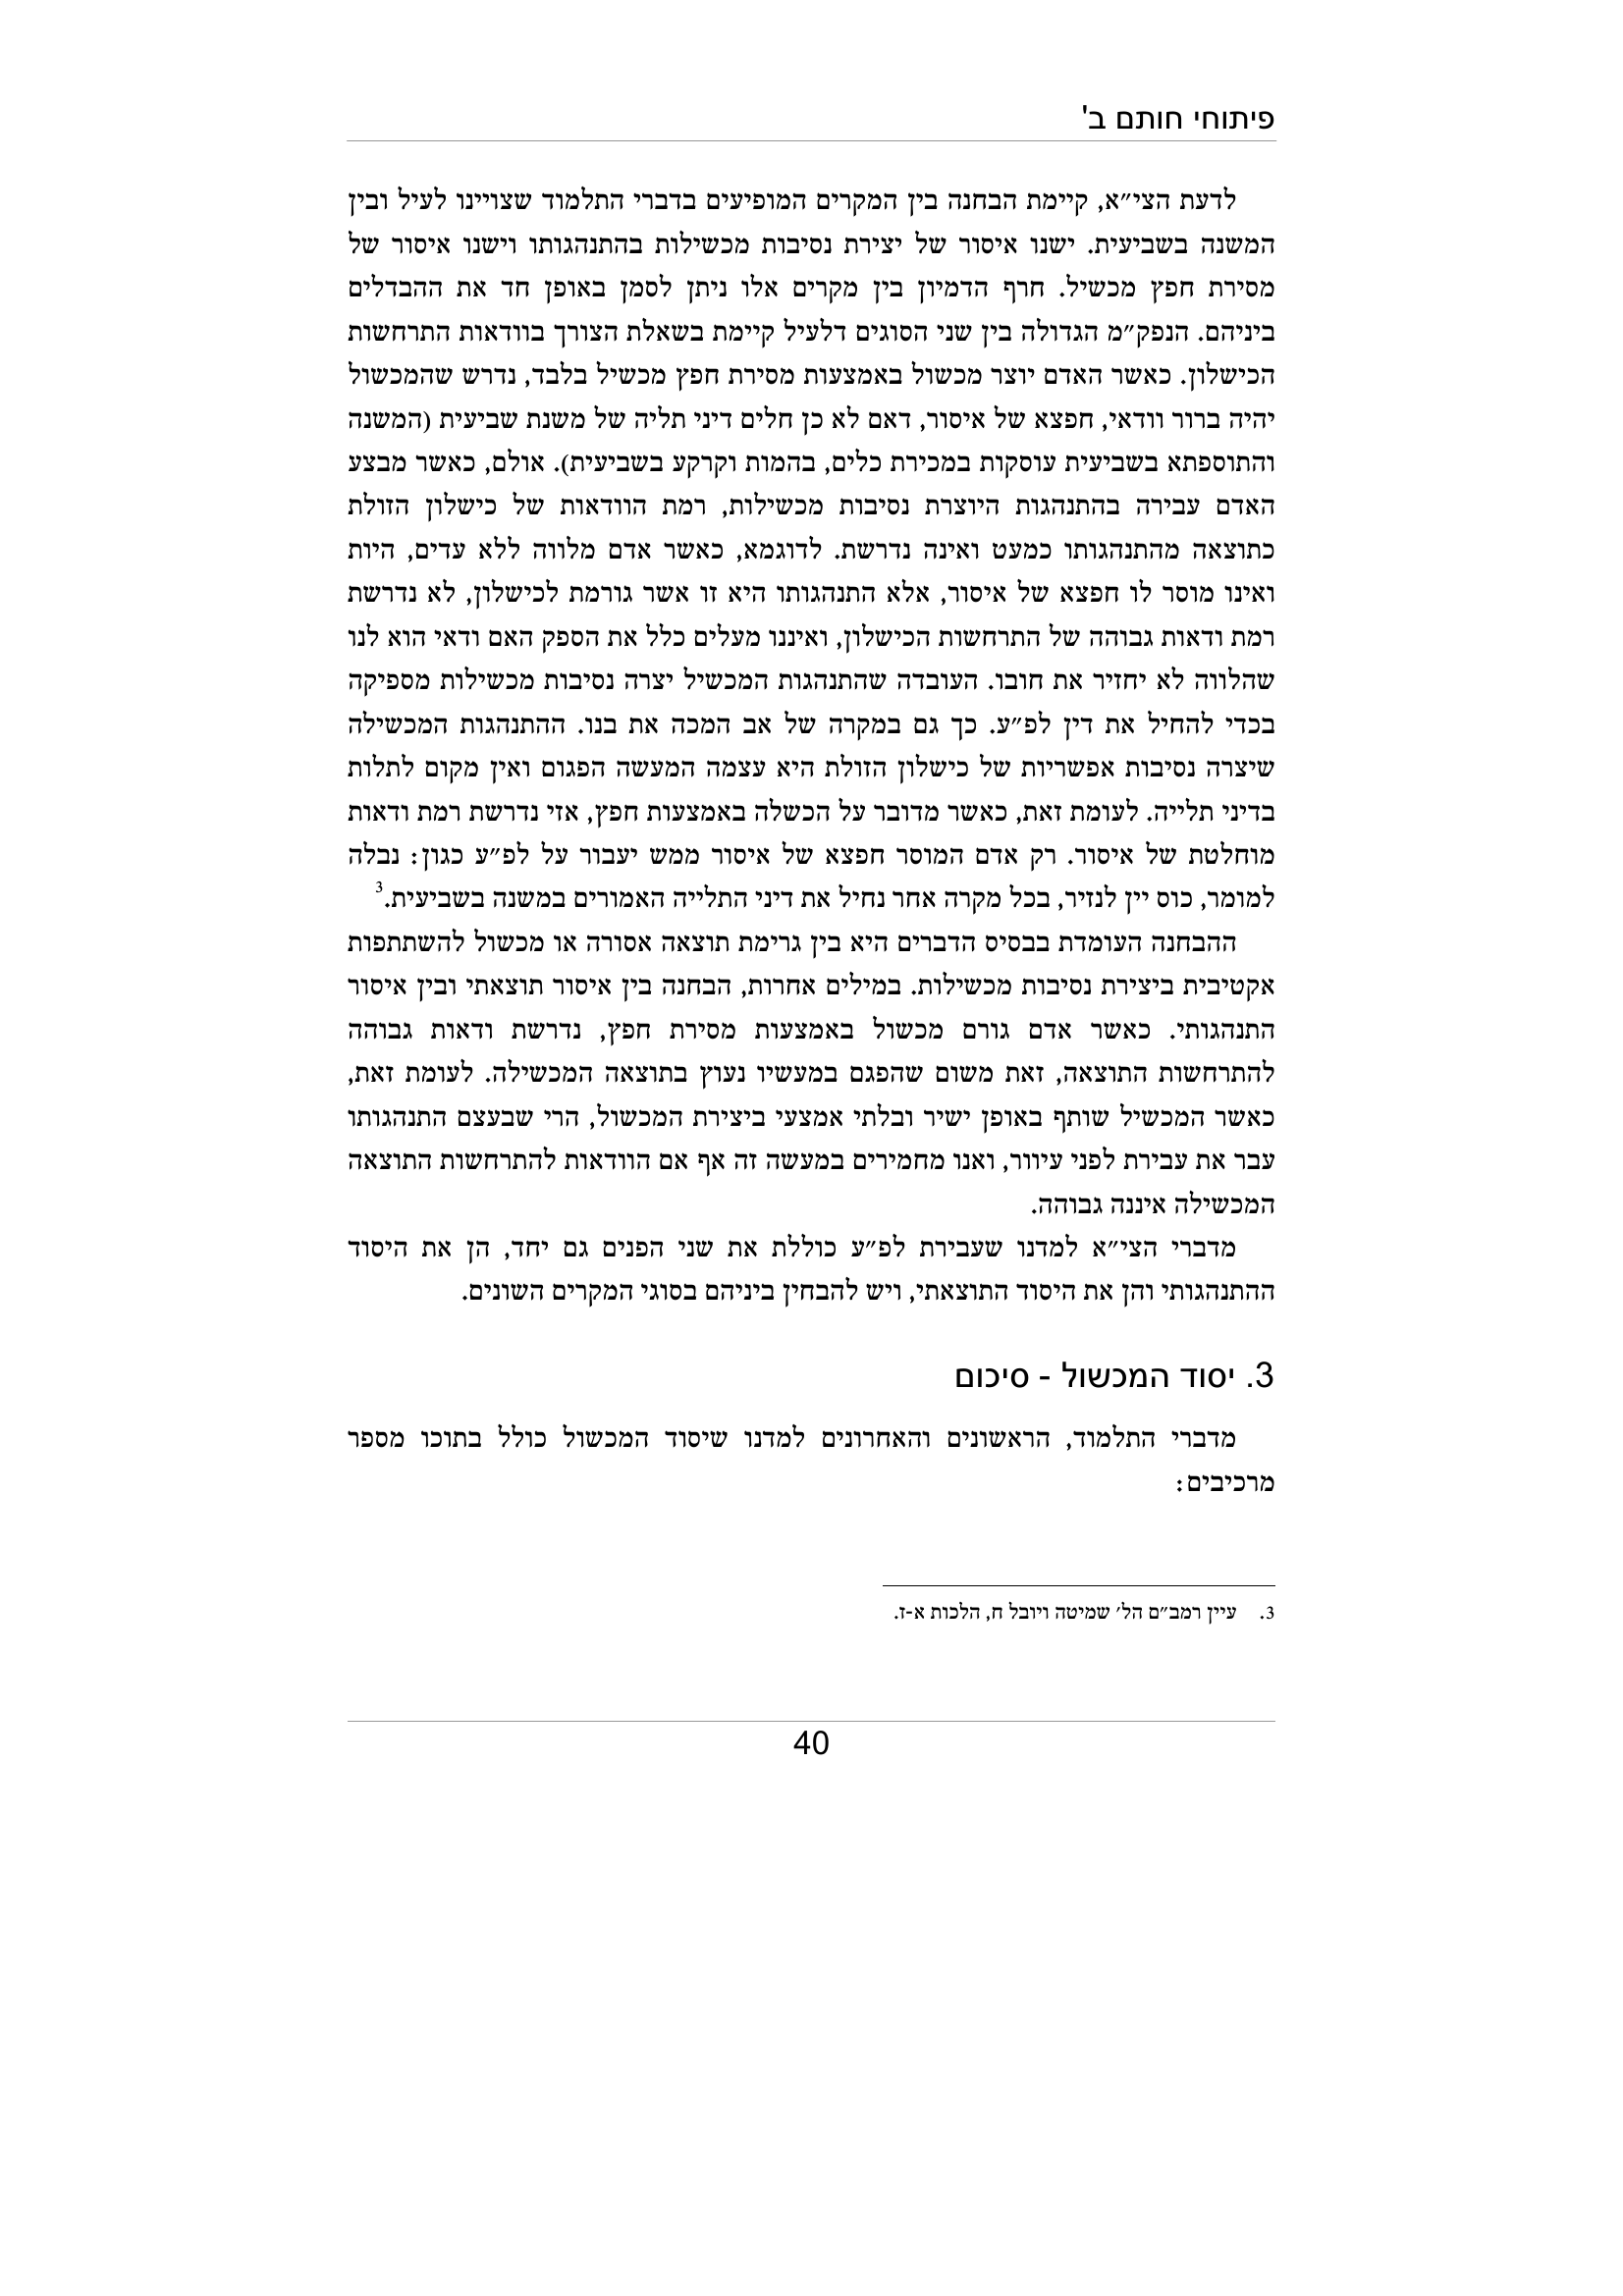 פיתוחי חותם ב'
לדעת הצי״א, קיימת הבחנה בין המקרים המופיעים בדברי התלמוד שצויינו לעיל ובין
המשנה בשביעית. ישנו איסור של יצירת נסיבות מכשילות בהתנהגותו וישנו איסור של
מסירת חפץ מכשיל. חרף הדמיון בין מקרים אלו ניתן לסמן באופן חד את ההבדלים
ביניהם. הנפק״מ הגדולה בין שני הסוגים דלעיל קיימת בשאלת הצורך בוודאות התרחשות
הכישלון. כאשר האדם יוצר מכשול באמצעות מסירת חפץ מכשיל בלבד, נדרש שהמכשול
יהיה ברור וודאי, חפצא של איסור, דאם לא כן חלים דיני תליה של משנת שביעית (המשנה
והתוספתא בשביעית עוסקות במכירת כלים, בהמות וקרקע בשביעית). אולם, כאשר מבצע
האדם עבירה בהתנהגות היוצרת נסיבות מכשילות, רמת הוודאות של כישלון הזולת
כתוצאה מהתנהגותו כמעט ואינה נדרשת. לדוגמא, כאשר אדם מלווה ללא עדים, היות
ואינו מוסר לו חפצא של איסור, אלא התנהגותו היא זו אשר גורמת לכישלון, לא נדרשת
רמת ודאות גבוהה של התרחשות הכישלון, ואיננו מעלים כלל את הספק האם ודאי הוא לנו
שהלווה לא יחזיר את חובו. העובדה שהתנהגות המכשיל יצרה נסיבות מכשילות מספיקה
בכדי להחיל את דין לפ״ע. כך גם במקרה של אב המכה את בנו. ההתנהגות המכשילה
שיצרה נסיבות אפשריות של כישלון הזולת היא עצמה המעשה הפגום ואין מקום לתלות
בדיני תלייה. לעומת זאת, כאשר מדובר על הכשלה באמצעות חפץ, אזי נדרשת רמת ודאות
מוחלטת של איסור. רק אדם המוסר חפצא של איסור ממש יעבור על לפ״ע כגון: נבלה
למומר, כוס יין לנזיר, בכל מקרה אחר נחיל את דיני התלייה האמורים במשנה בשביעית.3
ההבחנה העומדת בבסיס הדברים היא בין גרימת תוצאה אסורה או מכשול להשתתפות
אקטיבית ביצירת נסיבות מכשילות. במילים אחרות, הבחנה בין איסור תוצאתי ובין איסור
התנהגותי. כאשר אדם גורם מכשול באמצעות מסירת חפץ, נדרשת ודאות גבוהה
להתרחשות התוצאה, זאת משום שהפגם במעשיו נעוץ בתוצאה המכשילה. לעומת זאת,
כאשר המכשיל שותף באופן ישיר ובלתי אמצעי ביצירת המכשול, הרי שבעצם התנהגותו
עבר את עבירת לפני עיוור, ואנו מחמירים במעשה זה אף אם הוודאות להתרחשות התוצאה
המכשילה איננה גבוהה.
מדברי הצי״א למדנו שעבירת לפ״ע כוללת את שני הפנים גם יחד, הן את היסוד
ההתנהגותי והן את היסוד התוצאתי, ויש להבחין ביניהם בסוגי המקרים השונים.
3. יסוד המכשול - סיכום
מדברי התלמוד, הראשונים והאחרונים למדנו שיסוד המכשול כולל בתוכו מספר
מרכיבים:
3. עיין רמב״ם הל׳ שמיטה ויובל ח, הלכות א-ז.
40